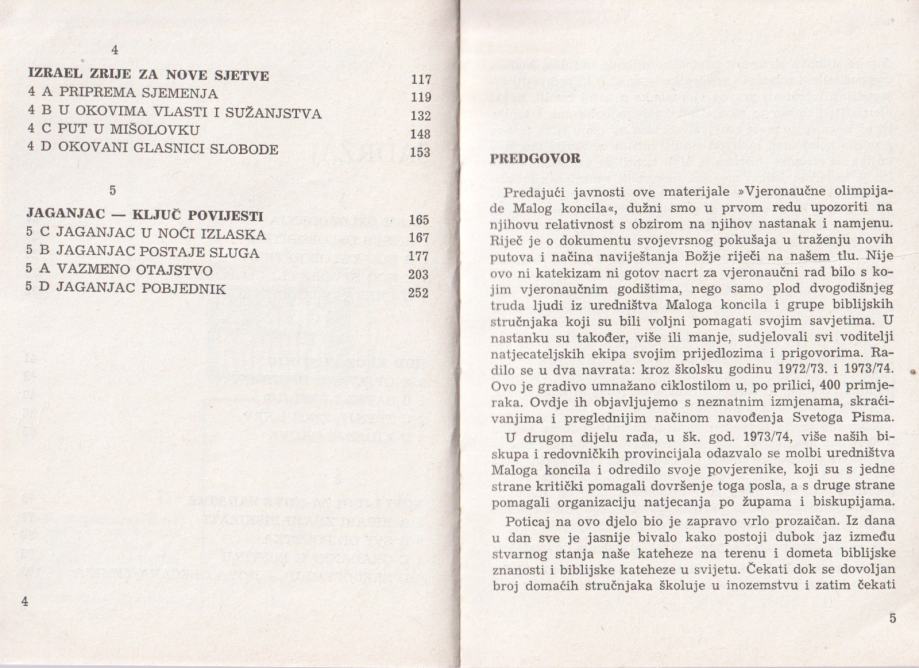 4
IZRAEL ZRIJE ZA NOVE SJETVE 117
4 A PRIPREMA SJEMENJA 119
4 B U OKOVIMA VLASTI I SUŽANJSTVA 132
4 C PUT U MIŠOLOVKU 148
4 D OKOVANI GLASNICI SLOBODE 153
5
JAGANJAC — KLJUČ POVIJESTI 165
5 C JAGANJAC U NOĆI IZLASKA 167
5 B JAGANJAC POSTAJE SLUGA 177
5 A VAZMENO OTAJSTVO 203
5 D JAGANJAC POBJEDNIK 252
4
PREDGOVOR
Predajući javnosti ove materijale »Vjeronaučne olimpija-
de Malog koncila«, dužni smo u prvom redu upozoriti na
njihovu relativnost s obzirom na njihov nastanak i namjenu.
Riječ je o dokumentu svojevrsnog pokušaja u traženju novih
putova i načina naviještanja Božje riječi na našem tlu. Nije
ovo ni katekizam ni gotov nacrt za vjeronaučni rad bilo s ko-
jim vjeronaučnim godištima, nego samo plod dvogodišnjeg
truda ljudi iz uredništva Maloga koncila i grupe biblijskih
stručnjaka koji su bili voljni pomagati svojim savjetima. U
nastanku su također, više ili manje, sudjelovali svi voditelji
natjecateljskih ekipa svojim prijedlozima i prigovorima. Ra-
dilo se u dva navrata: kroz školsku godinu 1972/73. i 1973/74.
Ovo je gradivo umnažano ciklostilom u, po prilici, 400 primje-
raka. Ovdje ih objavljujemo s neznatnim izmjenama, skraći-
vanjima i preglednijim načinom navođenja Svetoga Pisma.
U drugom dijelu rada, u šk. god. 1973/74, više naših bi-
skupa i redovničkih provincijala odazvalo se molbi uredništva
Maloga koncila i odredilo svoje povjerenike, koji su s jedne
strane kritički pomagali dovršenje toga posla, a s druge strane
pomagali organizaciju natjecanja po župama i biskupijama.
Poticaj na ovo djelo bio je zapravo vrlo prozaičan. Iz dana
u dan sve je jasnije bivalo kako postoji dubok jaz između
stvarnog stanja naše kateheze na terenu i dometa biblijske
znanosti i biblijske kateheze u svijetu. Čekati dok se dovoljan
broj domaćih stručnjaka školuje u inozemstvu i zatim čekati
5